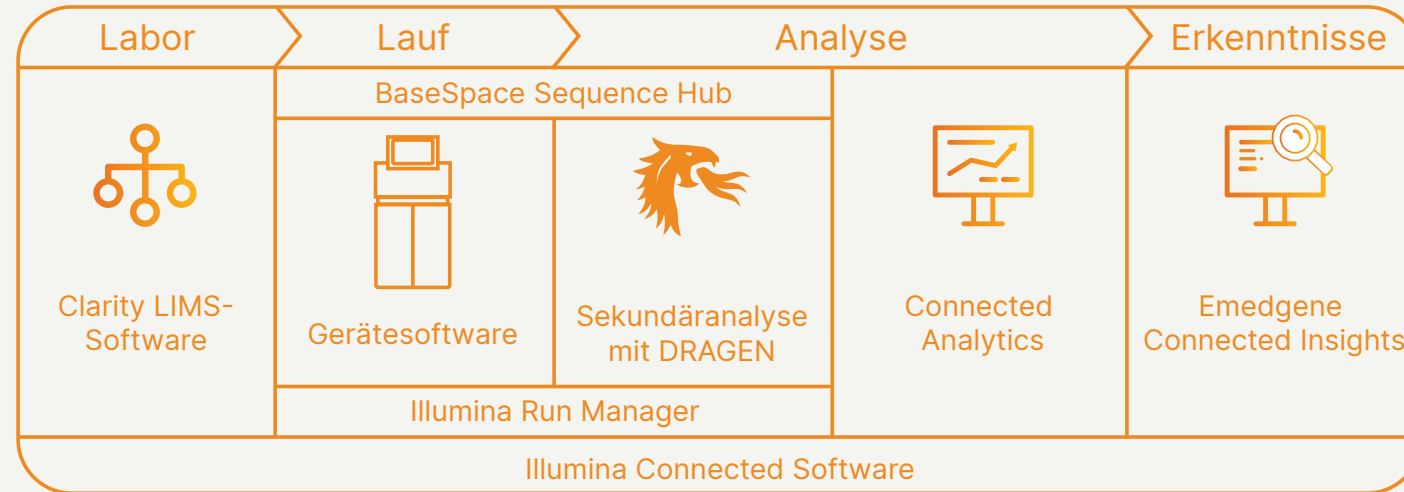 Labor
Lauf
Analyse
Erkenntnisse
BaseSpace Sequence Hub
Clarity LIMS-
Software
Gerätesoftware
Sekundäranalyse
mit DRAGEN
Connected
Analytics
Emedgene
Connected Insights
Illumina Run Manager
Illumina Connected Software